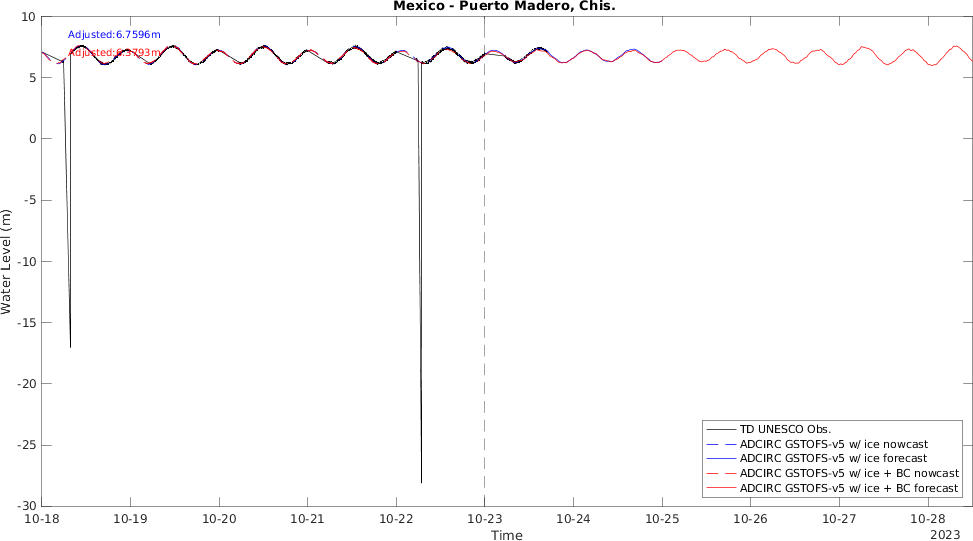 Mexico - Puerto Madero, Chis.
10
Adjusted:6.7596m
5
0
-5
-10
-15
-20
-25
-30
Water Level (m)
TD UNESCO Obs.
ADCIRC GSTOFS-v5 w/ ice nowcast
ADCIRC GSTOFS-v5 w/ ice forecast
ADCIRC GSTOFS-v5 w/ ice + BC nowcast
ADCIRC GSTOFS-v5 w/ ice + BC forecast
10-18 10-19 10-20 10-21 10-22 10-23 10-24 10-25 10-26 10-27 10-28
Time
2023